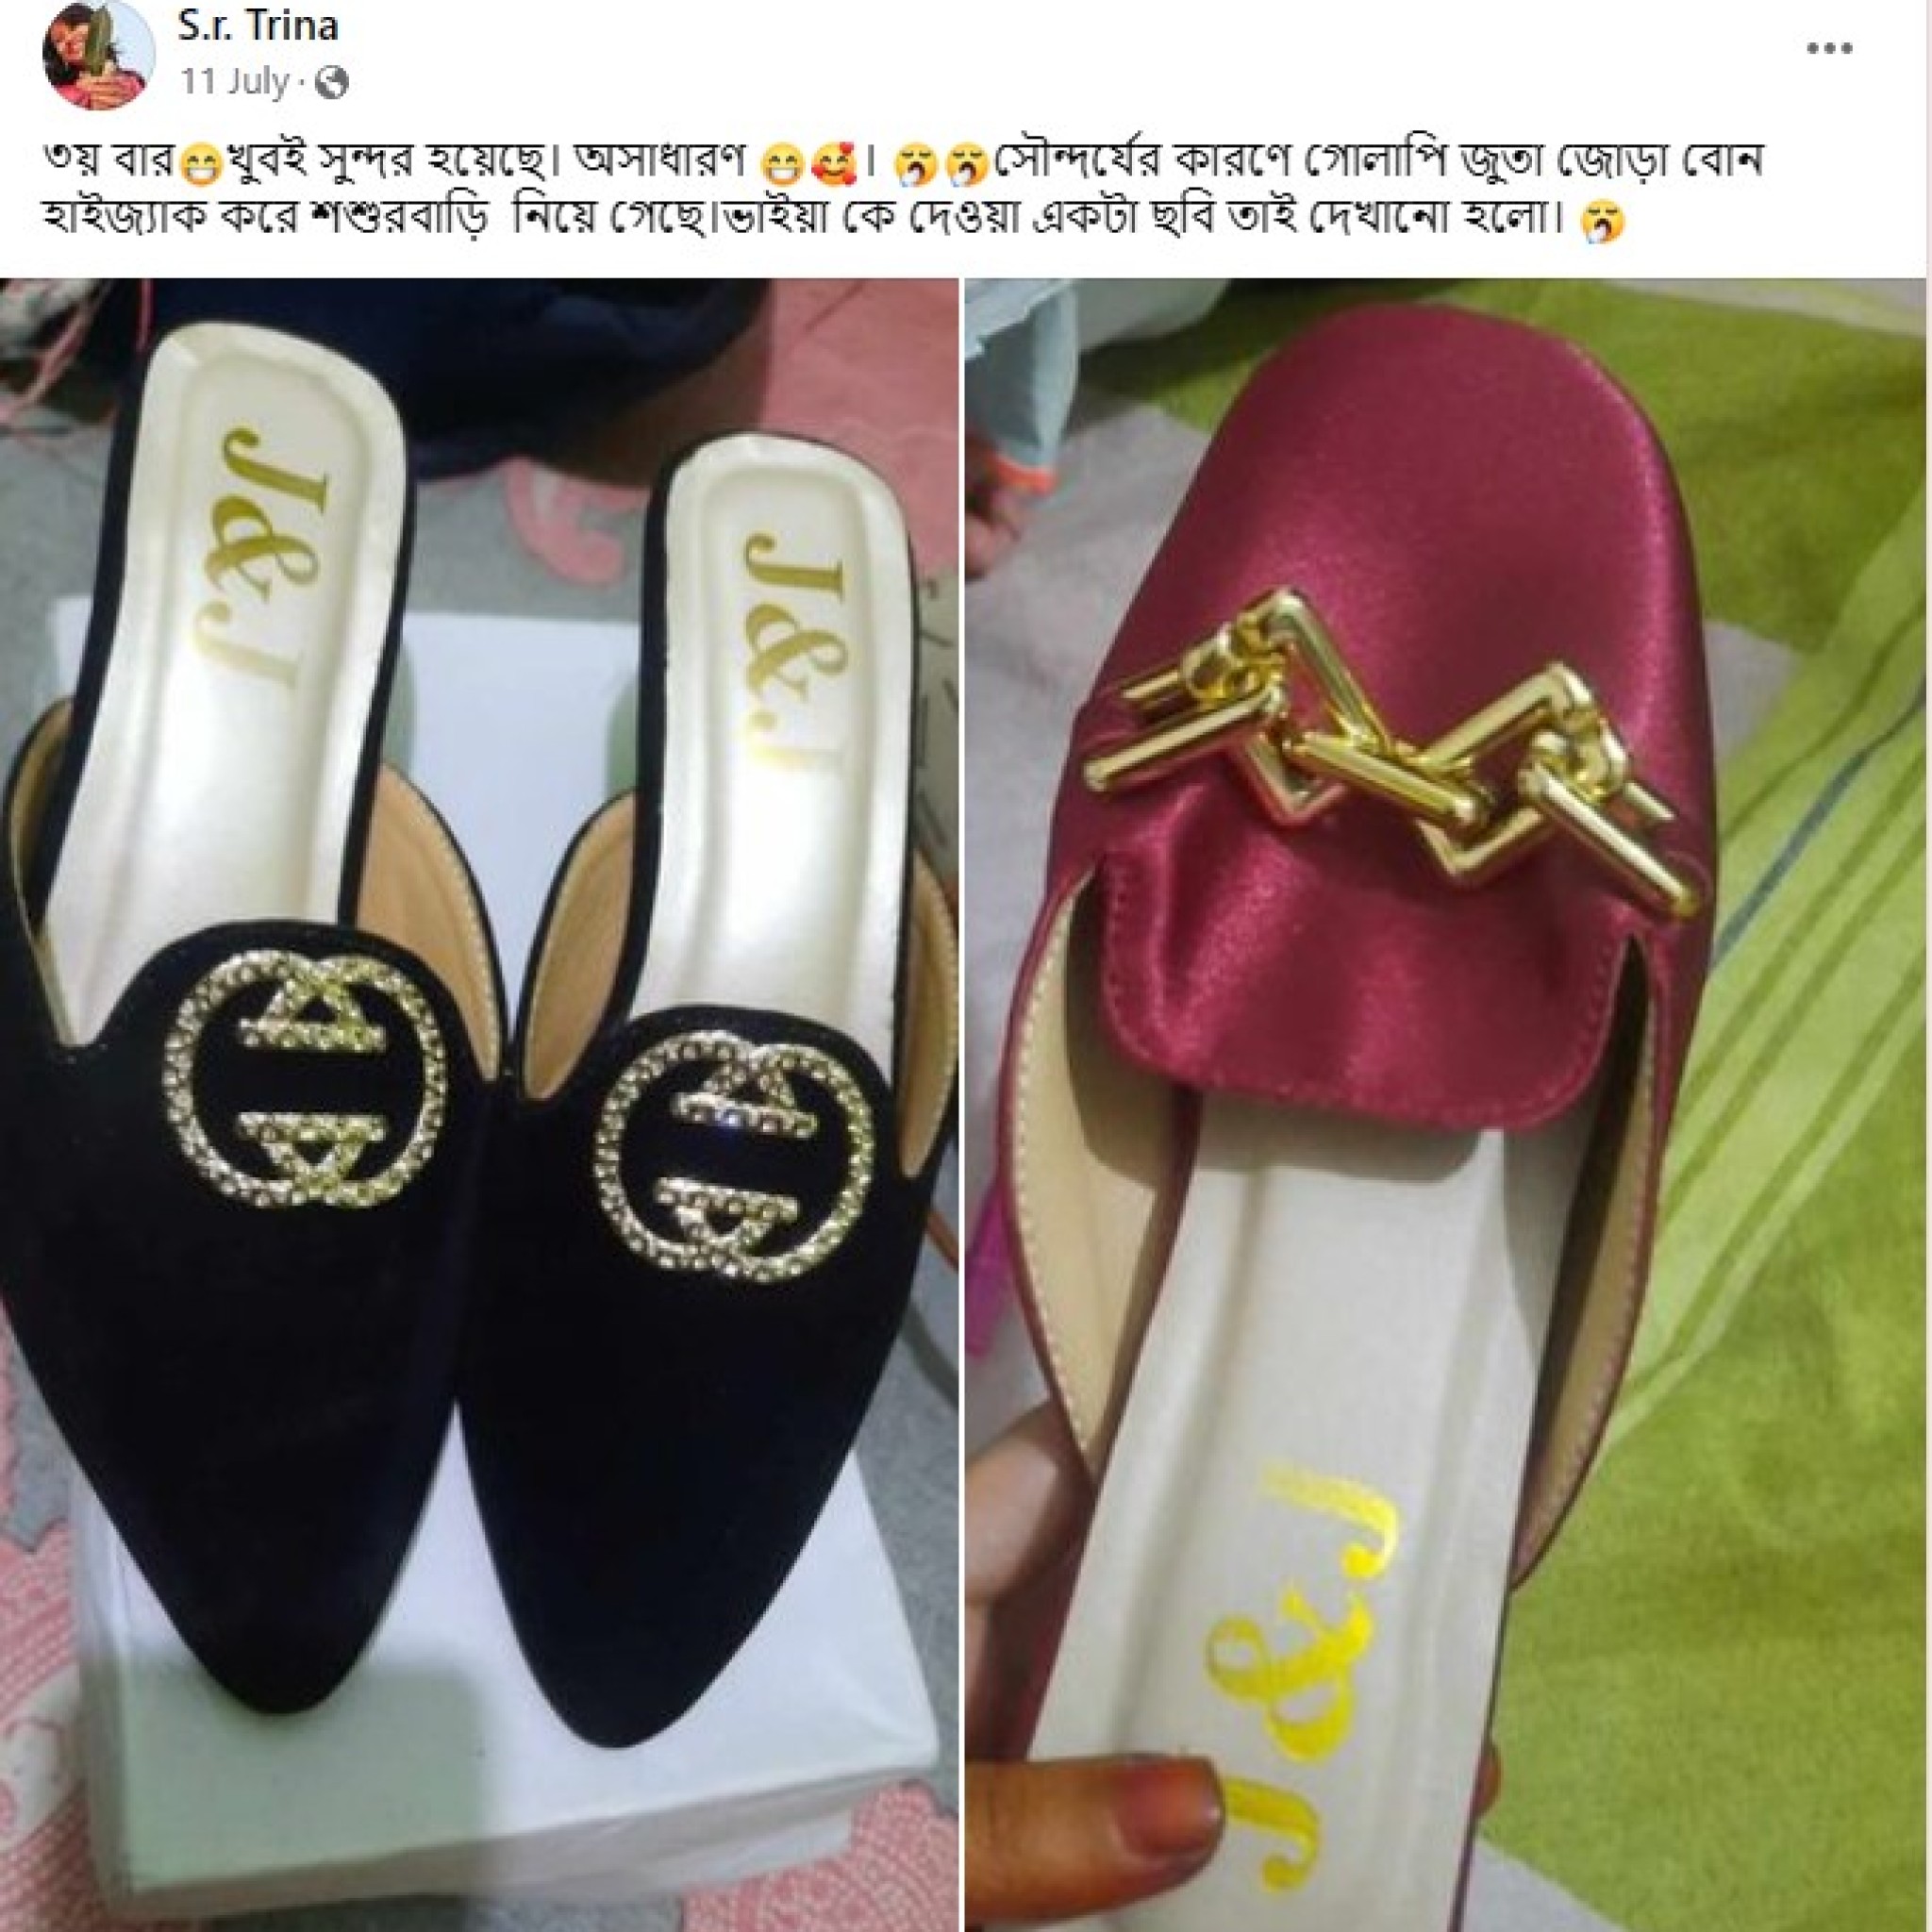 S.r. Trina
11 July ·
৩য় বার😁খুবই সুন্দর হয়েছে। অসাধারণ 😁🥰। 🥱🥱সৌন্দর্যের কারণে গোলাপি জুতা জোড়া বোন
হাইজ্যাক করে শশুরবাড়ি নিয়ে গেছে।ভাইয়া কে দেওয়া একটা ছবি তাই দেখানো হলো। 🥱
J&J
J&J
J&J